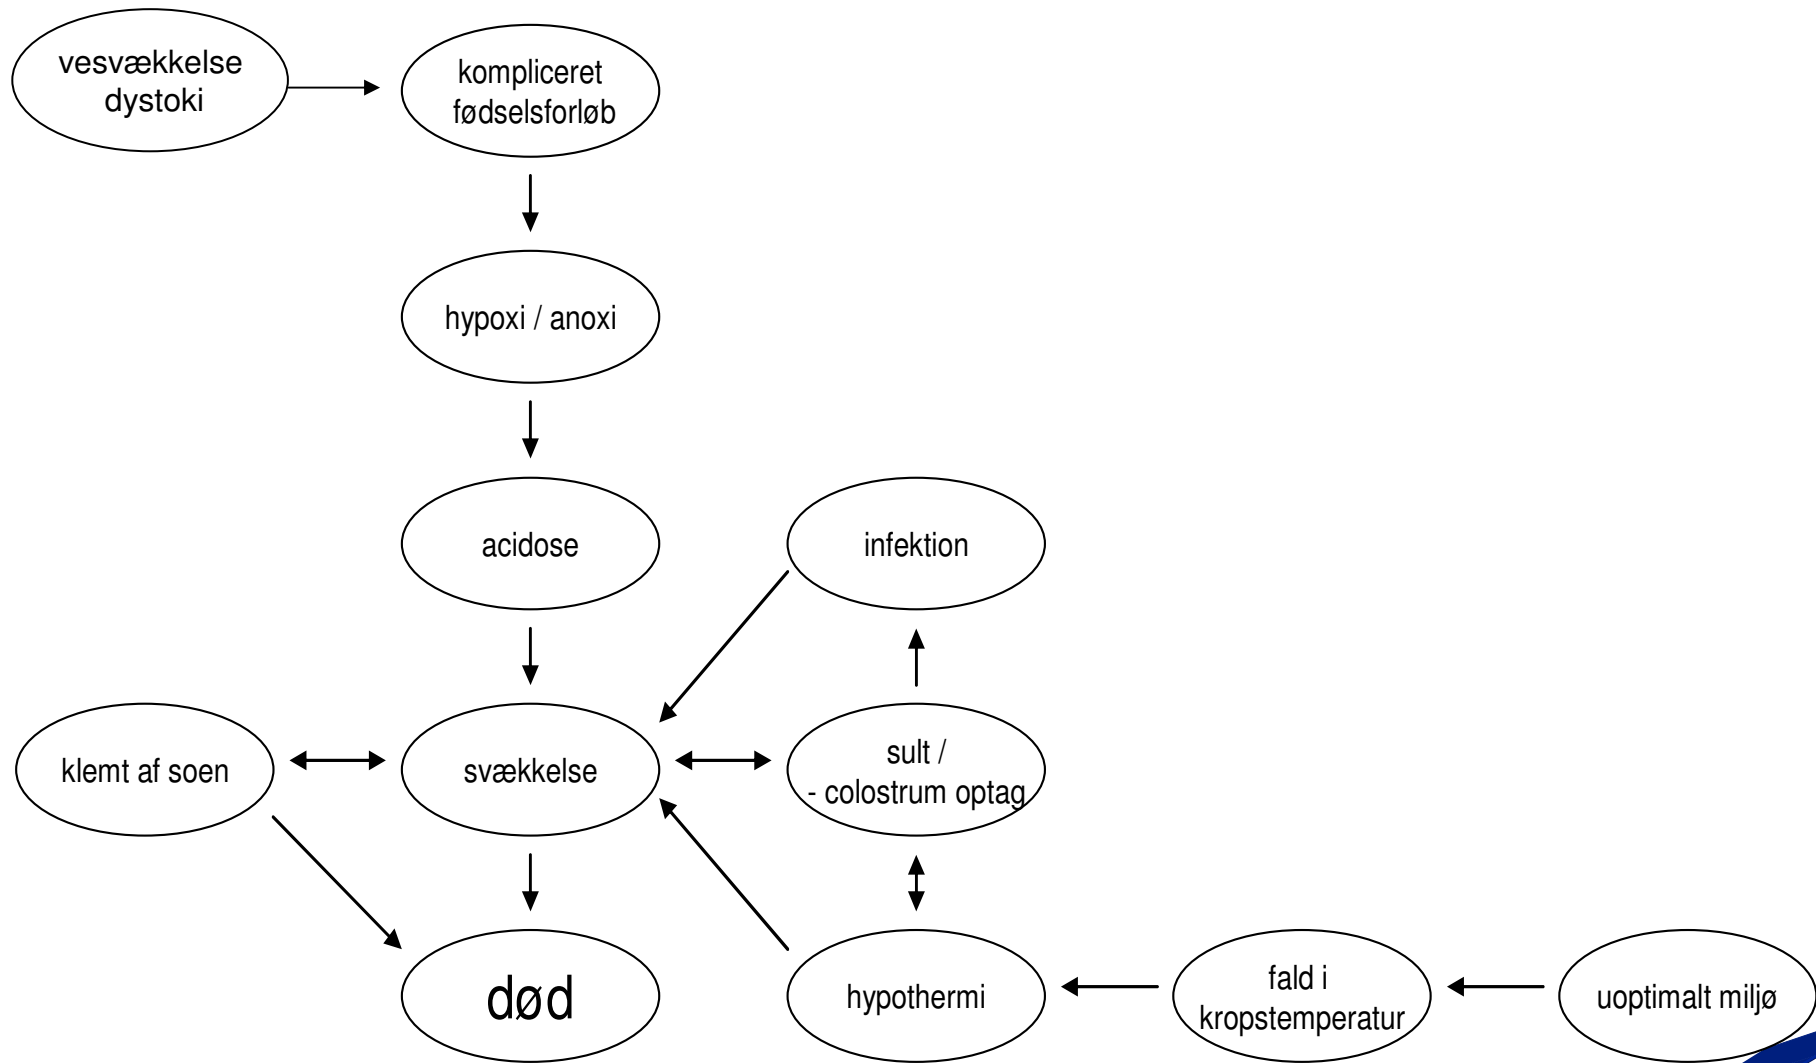 vesvækkelse
dystoki
kompliceret
fødselsforløb
hypoxi / anoxi
acidose
infektion
klemt af soen
svækkelse
sult /
- colostrum optag
død
hypothermi
fald i
kropstemperatur
uoptimalt miljø